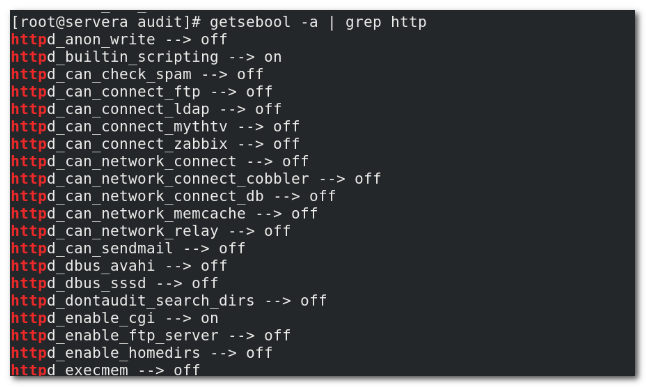 [root@servera audit]# getsebool -a | grep http
httpd_anon_write --> off
httpd_builtin_scripting --> on
httpd_can_check_spam --> off
httpd_can_connect_ftp --> off
httpd_can_connect_ldap --> off
httpd_can_connect_mythtv --> off
httpd_can_connect_zabbix --> off
httpd_can_network_connect --> off
httpd_can_network_connect_cobbler --> off
httpd_can_network_connect_db --> off
httpd_can_network_memcache --> off
httpd_can_network_relay --> off
httpd_can_sendmail --> off
httpd_dbus_avahi --> off
httpd_dbus_sssd --> off
httpd_dontaudit_search_dirs --> off
httpd_enable_cgi --> on
httpd_enable_ftp_server --> off
httpd_enable_homedirs --> off
httpd_execmem --> off